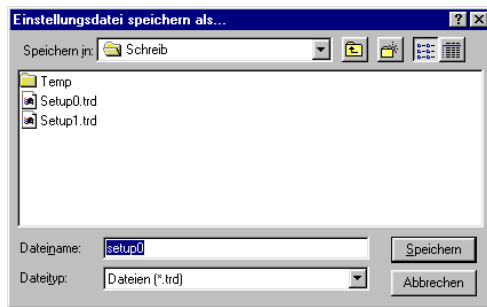 Einstellungsdatei speichern als...
Speichern in: Schreib
Temp
Setup0.trd
Setup1.trd
Dateiname: setup0 Speichern
Dateityp: Dateien (*.trd) Abbrechen